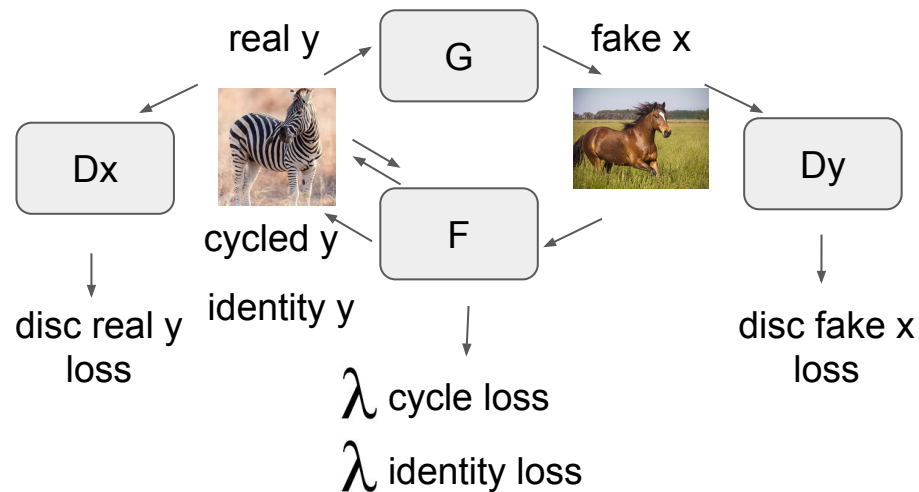 real y
G
fake x
Dx
Dy
cycled y
F
identity y
disc real y
loss
disc fake x
loss
λ cycle loss
λ identity loss